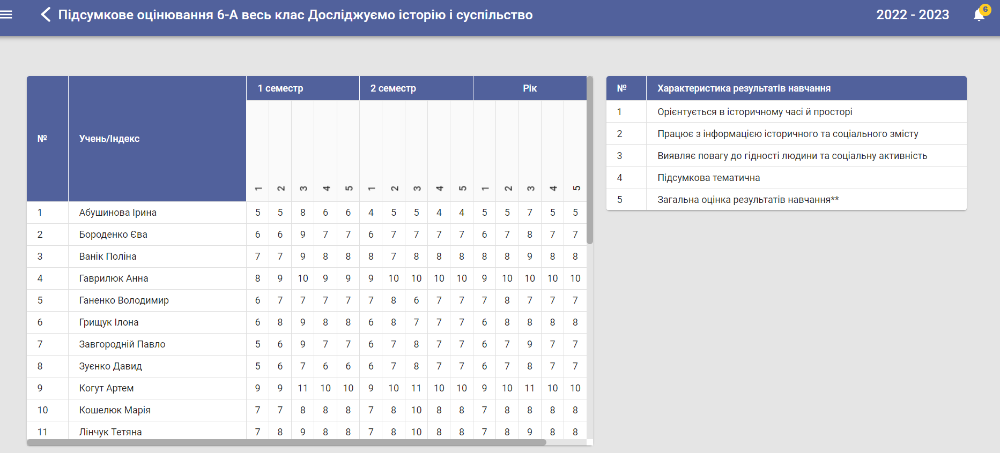 Підсумкове оцінювання 6-А весь клас Досліджуємо історію і суспільство
2022 - 2023
6
№ Учень/Індекс 1 семестр 2 семестр Рік
1 2 3 4 5 1 2 3 4 5 1 2 3 4 5
1 Абушинова Ірина 5 5 8 6 6 4 5 5 4 4 5 5 7 5 5
2 Бороденко Єва 6 6 9 7 7 6 7 7 7 7 6 7 8 7 7
3 Ванік Поліна 7 7 9 8 8 8 7 8 8 8 8 8 9 8 8
4 Гаврилюк Анна 8 9 10 9 9 9 10 10 10 10 9 10 10 10 10
5 Ганенко Володимир 6 7 7 7 7 7 8 6 7 7 7 8 7 7 7
6 Грищук Ілона 6 8 9 8 8 6 8 7 7 7 6 8 8 8 8
7 Завгородній Павло 5 6 9 7 7 6 7 8 7 7 6 7 9 7 7
8 Зуєнко Давид 5 6 7 6 6 6 7 8 7 7 6 7 8 7 7
9 Когут Артем 9 9 11 10 10 9 10 11 10 10 9 10 11 10 10
10 Кошелюк Марія 7 7 8 8 8 7 8 10 8 8 7 8 8 8 8
11 Лінчук Тетяна 7 8 9 8 8 7 8 10 8 8 7 8 9 8 8
№ Характеристика результатів навчання
1 Орієнтується в історичному часі й просторі
2 Працює з інформацією історичного та соціального змісту
3 Виявляє повагу до гідності людини та соціальну активність
4 Підсумкова тематична
5 Загальна оцінка результатів навчання**